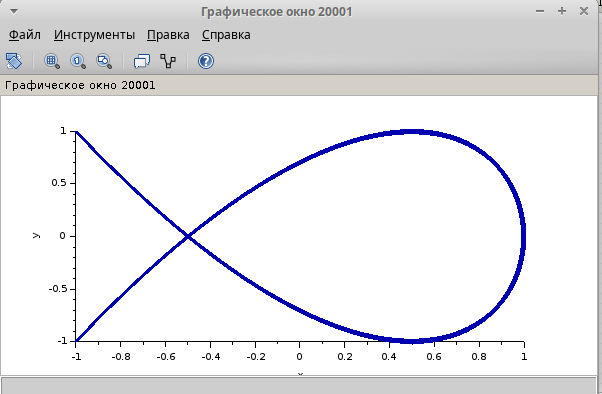 Графическое окно 20001
Файл Инструменты Правка Справка
Графическое окно 20001
1
0.5
0
-0.5
-1
y
-1 -0.8 -0.6 -0.4 -0.2 0 0.2 0.4 0.6 0.8 1